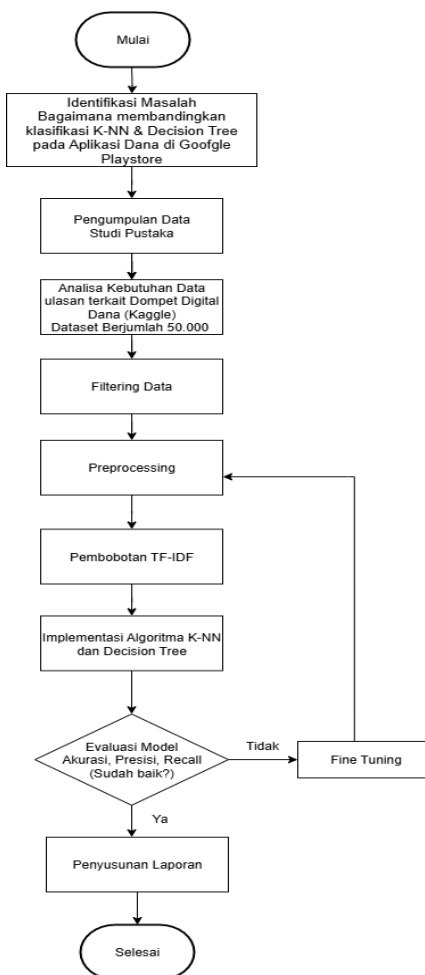 Mulai
Identifikasi Masalah
Bagaimana membandingkan
klasifikasi K-NN & Decision Tree
pada Aplikasi Dana di Goofgle
Playstore
Pengumpulan Data
Studi Pustaka
Analisa Kebutuhan Data
ulasan terkait Dompet Digital
Dana (Kaggle)
Dataset Berjumlah 50.000
Filtering Data
Preprocessing
Pembobotan TF-IDF
Implementasi Algoritma K-NN
dan Decision Tree
Evaluasi Model
Akurasi, Presisi, Recall
(Sudah baik?)
Tidak
Fine Tuning
Ya
Penyusunan Laporan
Selesai